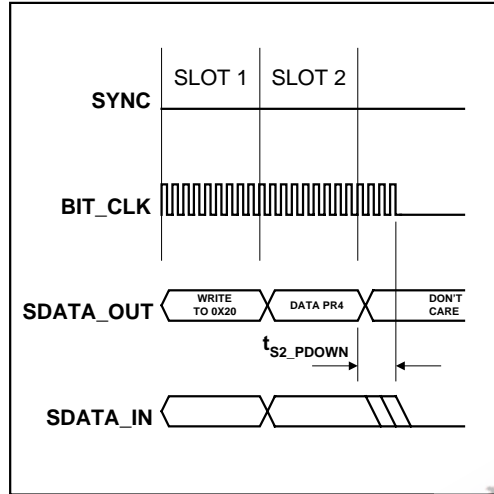 SLOT 1 SLOT 2
SYNC
BIT_CLK
SDATA_OUT
WRITE
TO 0X20
DATA PR4
DON'T
CARE
tS2_PDOWN
SDATA_IN